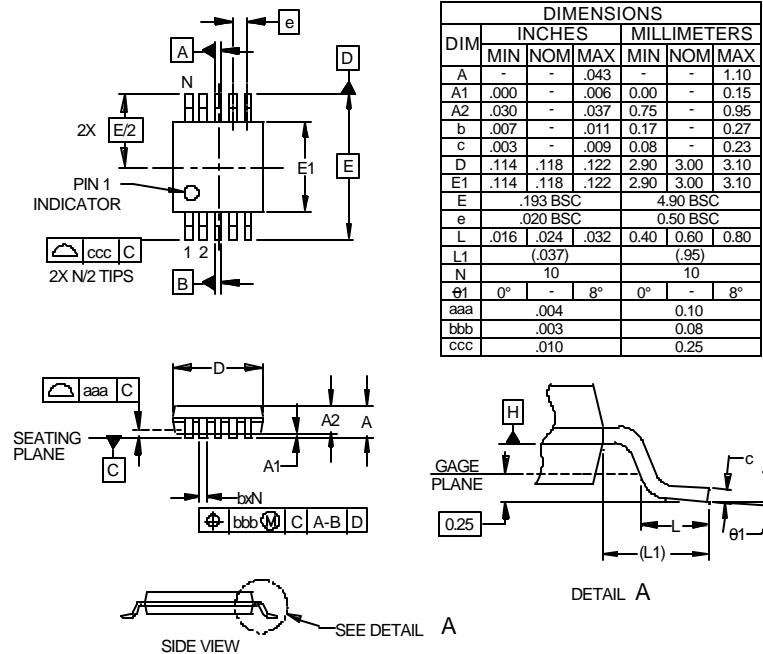 A
e
D
N
2X E/2
E1
E
PIN 1
INDICATOR
ccc C
1 2
2X N/2 TIPS
B
DIMENSIONS
DIM INCHES MILLIMETERS
MIN NOM MAX MIN NOM MAX
A - - .043 - - 1.10
A1 .000 - .006 0.00 - 0.15
A2 .030 - .037 0.75 - 0.95
b .007 - .011 0.17 - 0.27
c .003 - .009 0.08 - 0.23
D .114 .118 .122 2.90 3.00 3.10
E1 .114 .118 .122 2.90 3.00 3.10
E .193 BSC 4.90 BSC
e .020 BSC 0.50 BSC
L .016 .024 .032 0.40 0.60 0.80
L1 (.037) (.95)
N 10 10
θ1 0° - 8° 0° - 8°
aaa .004 0.10
bbb .003 0.08
ccc .010 0.25
D
aaa C
A2 A
SEATING
PLANE
C
A1
bxN
bbb M C A-B D
H
GAGE
PLANE
0.25
c
L
θ1
(L1)
DETAIL A
SEE DETAIL A
SIDE VIEW